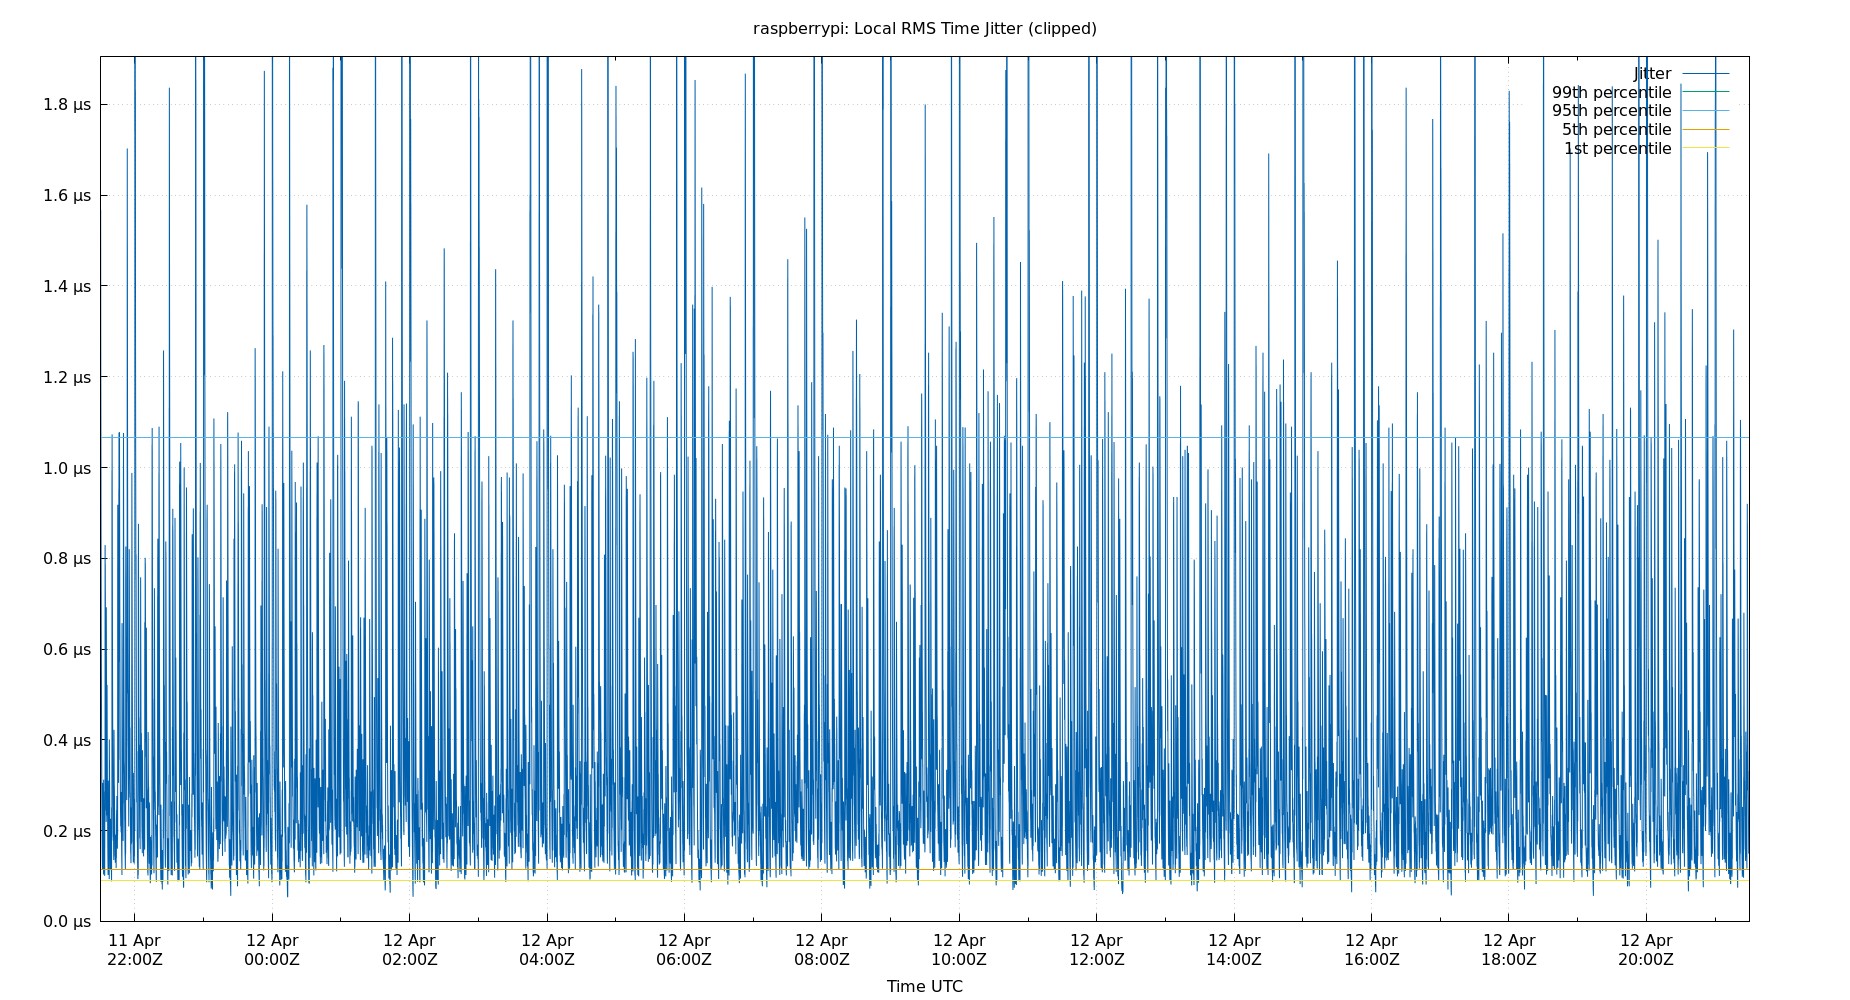 raspberrypi: Local RMS Time Jitter (clipped)
Jitter
99th percentile
95th percentile
5th percentile
1st percentile
1.8 µs
1.6 µs
1.4 µs
1.2 µs
1.0 µs
0.8 µs
0.6 µs
0.4 µs
0.2 µs
0.0 µs
11 Apr 12 Apr 12 Apr 12 Apr 12 Apr 12 Apr 12 Apr 12 Apr 12 Apr 12 Apr 12 Apr 12 Apr
22:00Z 00:00Z 02:00Z 04:00Z 06:00Z 08:00Z 10:00Z 12:00Z 14:00Z 16:00Z 18:00Z 20:00Z
Time UTC